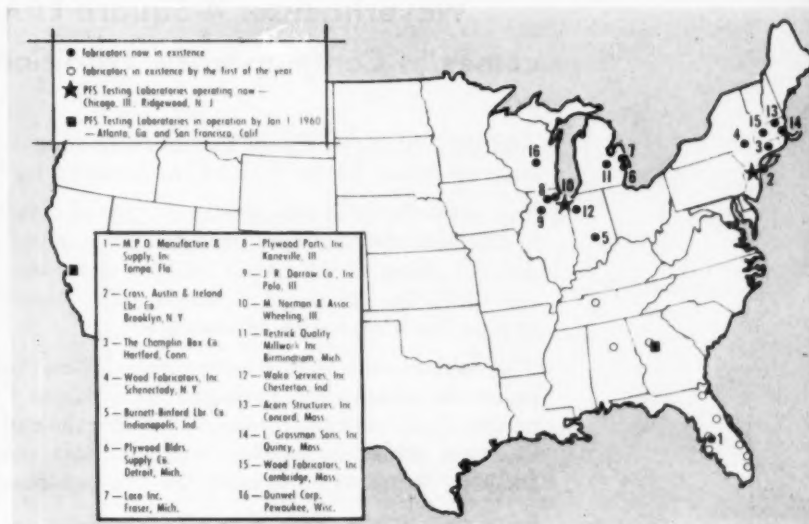 fabricators now in existence
fabricators in existence by the first of the year
PFS Testing Laboratories operating now —
Chicago, Ill., Ridgewood, N. J.
PFS Testing Laboratories in operation by Jan 1 1960
— Atlanta, Ga. and San Francisco, Calif.
1 — M P O Manufacture &
Supply, Inc
Tampa, Fla.
2 — Cross, Austin & Ireland
Lbr. Co.
Brooklyn, N. Y.
3 — The Champlin Box Co.
Hartford, Conn.
4 — Wood Fabricators, Inc.
Schenectady, N. Y.
5 — Burnett-Binford Lbr. Co.
Indianapolis, Ind.
6 — Plywood Bldrs.
Supply Co.
Detroit, Mich.
7 — Laco Inc.
Fraser, Mich.
8 — Plywood Parts, Inc
Kaneville, Ill
9 — J. R. Darrow Co., Inc
Polo, Ill
10 — M. Norman & Assoc
Wheeling, Ill.
11 — Restrick Quality
Millwork Inc
Birmingham, Mich.
12 — Wako Services, Inc
Chesterton, Ind.
13 — Acorn Structures, Inc
Concord, Mass.
14 — L. Grossman Sons, Inc
Quincy, Mass.
15 — Wood Fabricators, Inc
Cambridge, Mass.
16 — Dunwel Corp.
Pewaukee, Wisc.
16
8
9
10
12
5
11
7
6
4
15
13
14
3
2
1